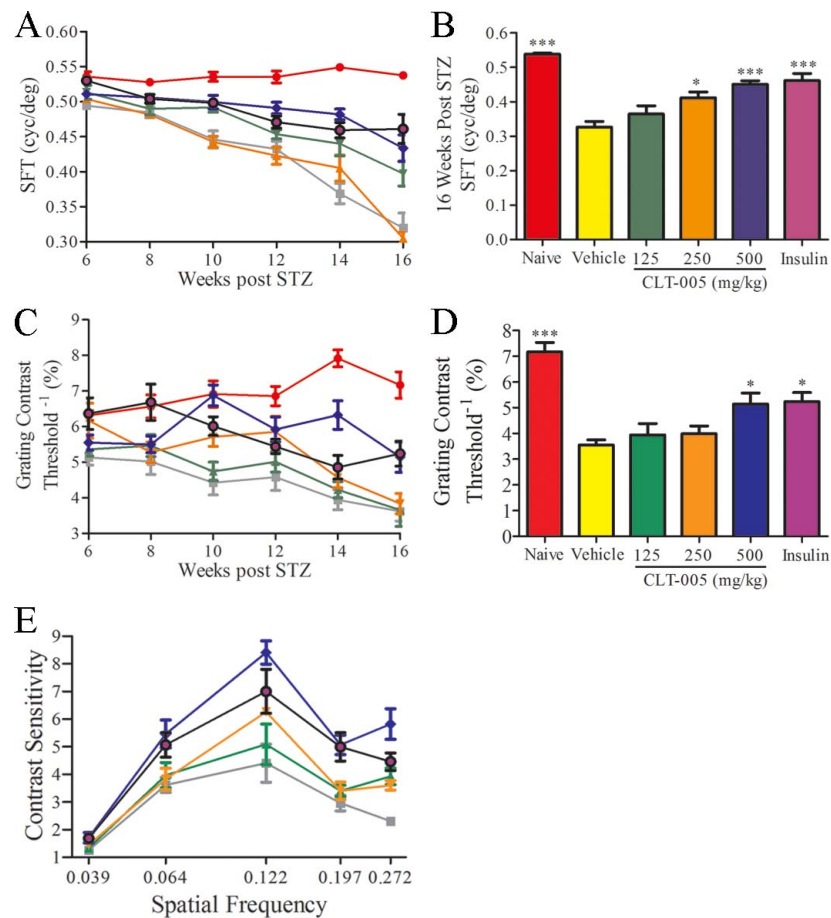 A
SFT (cyc/deg)
0.60
0.55
0.50
0.45
0.40
0.35
0.30
6 8 10 12 14 16
Weeks post STZ
B
16 Weeks Post STZ
SFT (cyc/deg)
0.6
0.5
0.4
0.3
0.2
0.1
0.0
*** * *** ***
Naive Vehicle 125 250 500 Insulin
CLT-005 (mg/kg)
C
Grating Contrast
Threshold -1 (%)
9
8
7
6
5
4
3
6 8 10 12 14 16
Weeks post STZ
D
Grating Contrast
Threshold-1 (%)
8
7
6
5
4
3
2
1
0
*** * *
Naive Vehicle 125 250 500 Insulin
CLT-005 (mg/kg)
E
Contrast Sensitivity
9
8
7
6
5
4
3
2
1
0.039 0.064 0.122 0.197 0.272
Spatial Frequency